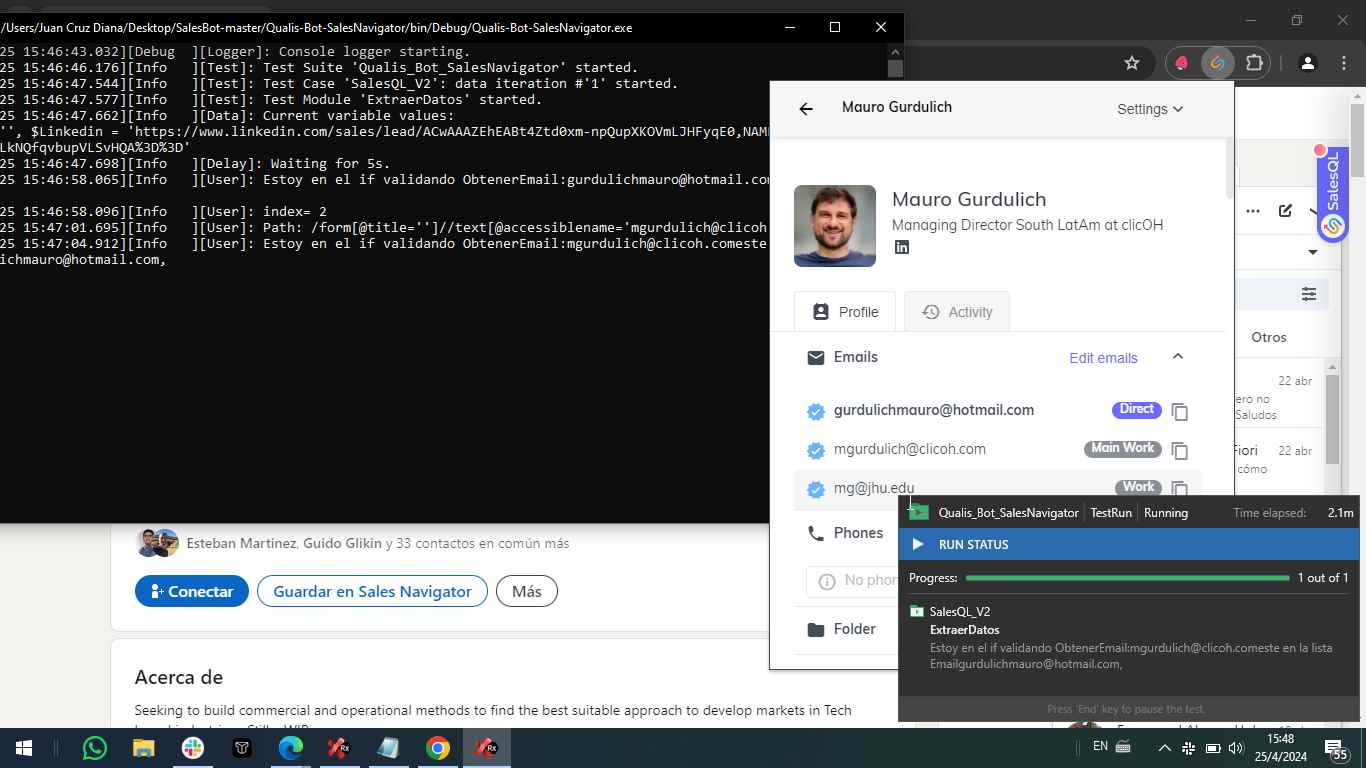 /Users/Juan Cruz Diana/Desktop/SalesBot-master/Qualis-Bot-SalesNavigator/bin/Debug/Qualis-Bot-SalesNavigator.exe
25 15:46:43.032][Debug ][Logger]: Console logger starting.
25 15:46:46.176][Info ][Test]: Test Suite 'Qualis_Bot_SalesNavigator' started.
25 15:46:47.544][Info ][Test]: Test Case 'SalesQL_V2': data iteration #'1' started.
25 15:46:47.577][Info ][Test]: Test Module 'ExtraerDatos' started.
25 15:46:47.662][Info ][Data]: Current variable values:
'', $Linkedin = 'https://www.linkedin.com/sales/lead/ACwAAAZEhEABt4Ztd0xm-npQupXKOVmLJHFyqE0,NAM
LkNQfqvbupVLSvHQA%3D%3D'
25 15:46:47.698][Info ][Delay]: Waiting for 5s.
25 15:46:58.065][Info ][User]: Estoy en el if validando ObtenerEmail:gurdulichmauro@hotmail.co
25 15:46:58.096][Info ][User]: index= 2
25 15:47:01.695][Info ][User]: Path: /form[@title='']//text[@accessiblename='mgurdulich@clicoh
25 15:47:04.912][Info ][User]: Estoy en el if validando ObtenerEmail:mgurdulich@clicoh.comeste
ichmauro@hotmail.com,
Mauro Gurdulich
Settings
Mauro Gurdulich
Managing Director South LatAm at clicOH
Profile
Activity
Emails
Edit emails
gurdulichmauro@hotmail.com
Direct
mgurdulich@clicoh.com
Main Work
mg@jhu.edu
Work
Phones
No phon
Folder
SalesQL
Otros
22 abr
ero no
Saludos
Fiori
22 abr
cómo
Esteban Martinez, Guido Glikin y 33 contactos en común más
Conectar
Guardar en Sales Navigator
Más
Acerca de
Seeking to build commercial and operational methods to find the best suitable approach to develop markets in Tech
Qualis_Bot_SalesNavigator
TestRun
Running
Time elapsed:
2.1m
RUN STATUS
Progress:
1 out of 1
SalesQL_V2
ExtraerDatos
Estoy en el if validando ObtenerEmail:mgurdulich@clicoh.comeste en la lista
Emailgurdulichmauro@hotmail.com,
Press 'End' key to pause the test.
EN
15:48
25/4/2024
55